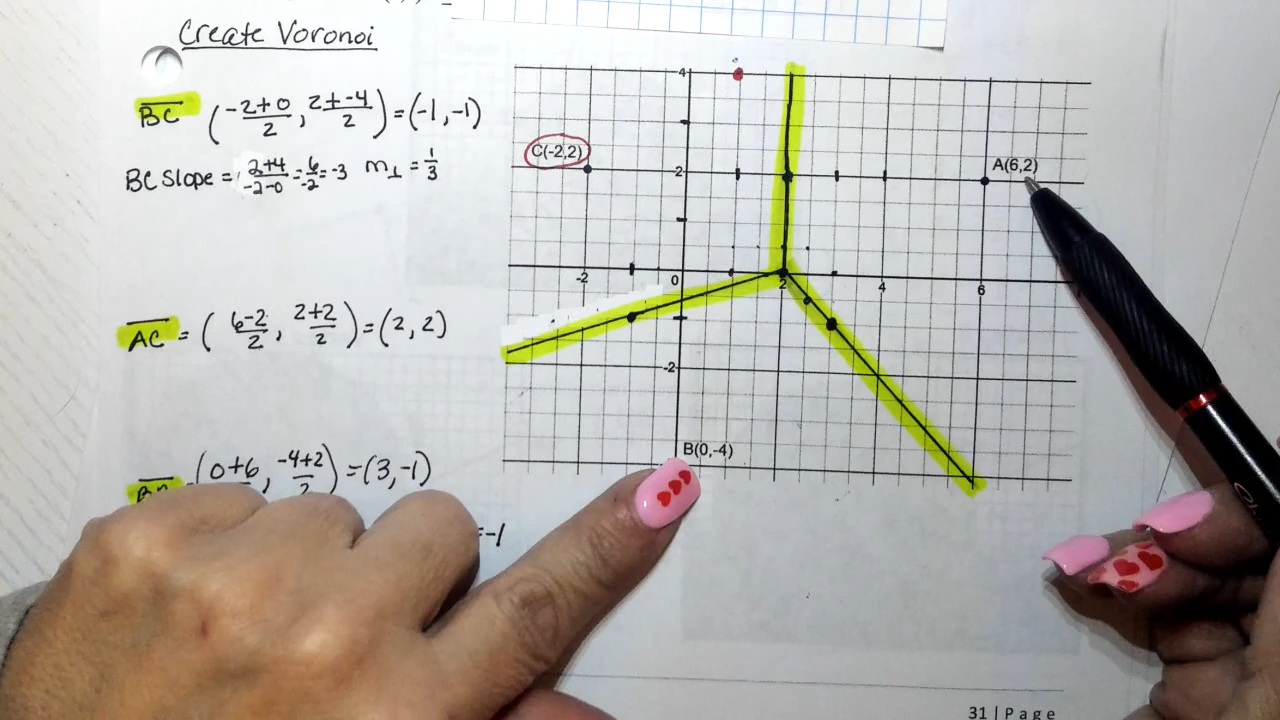 Create Voronoi
BC (-2+0/2, 2+-4/2) = (-1, -1)
BC Slope = 2+4/-2-0 = 6/-2 = -3 m⊥ = 1/3
AC = (6-2/2, 2+2/2) = (2, 2)
(0+6, -4+2/2) = (3, -1)
= -1
4
C(-2,2)
2
A(6,2)
-2
0
2
4
6
-2
B(0,-4)
31 | Page